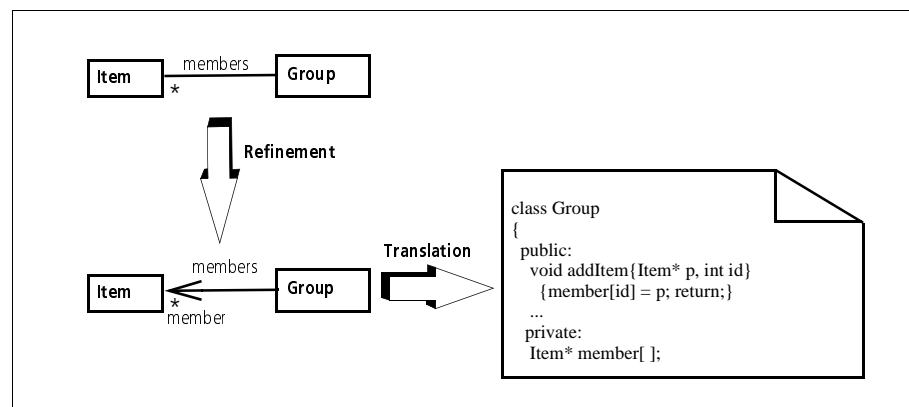 members
Item
Group
*
Refinement
members
Item
Group
*
member
Translation
class Group
{
public:
void addItem{Item* p, int id}
{member[id] = p; return;}
...
private:
Item* member[ ];